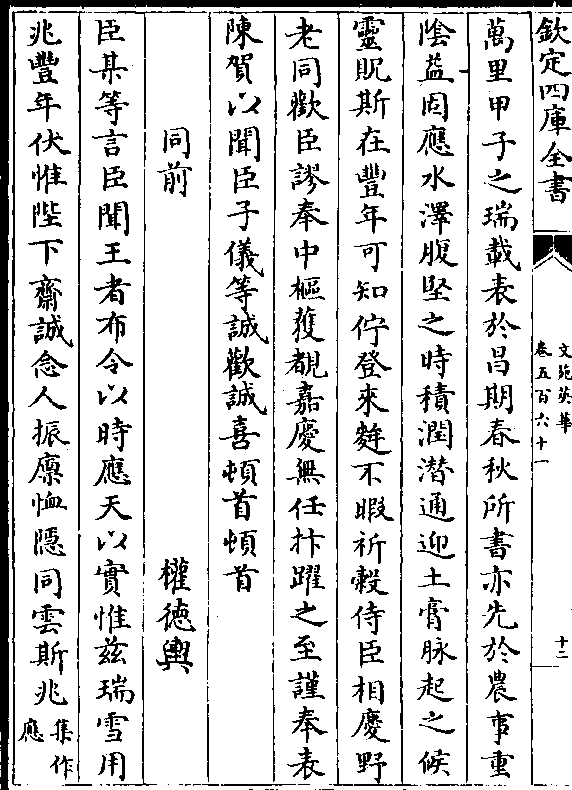 欽定四庫全書
文苑英華
卷五百六十一
十三
萬里甲子之瑞載表於昌期春秋所書亦先於農事重
陰益固應水澤腹堅之時積潤潛通迎土膏脉起之候
靈貺斯在豐年可知佇登來麰不暇祈穀侍臣相慶野
老同歡臣謬奉中樞獲覩嘉慶無任抃躍之至謹奉表
陳賀以聞臣子儀等誠歡誠喜頓首頓首
同前
權德輿
臣某等言臣聞王者布令以時應天以實惟兹瑞雪用
兆豐年伏惟陛下齋誠念人振廪恤隱同雲斯兆集作應